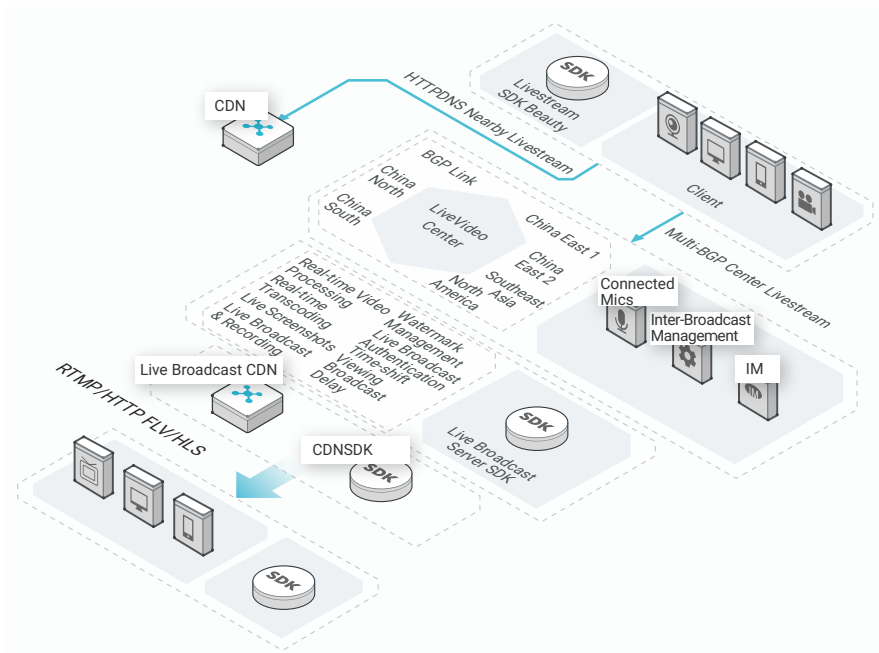 SDK
Livestream
SDK Beauty
HTTPDNS Nearby Livestream
CDN
Client
BGP Link
China
North
China
South
LiveVideo
Center
China East 1
China
East 2
Southeast
Asia
North
America
Multi-BGP Center Livestream
Connected
Mics
Inter-Broadcast
Management
IM
Real-time Video
Processing
Real-time
Transcoding
Live Screenshots
Live Broadcast
& Recording
Watermark
Management
Live Broadcast
Authentication
Time-shift
Viewing
Broadcast
Delay
Live Broadcast CDN
SDK
Live Broadcast
Server SDK
CDNSDK
SDK
RTMP/HTTP FLV/HLS
SDK